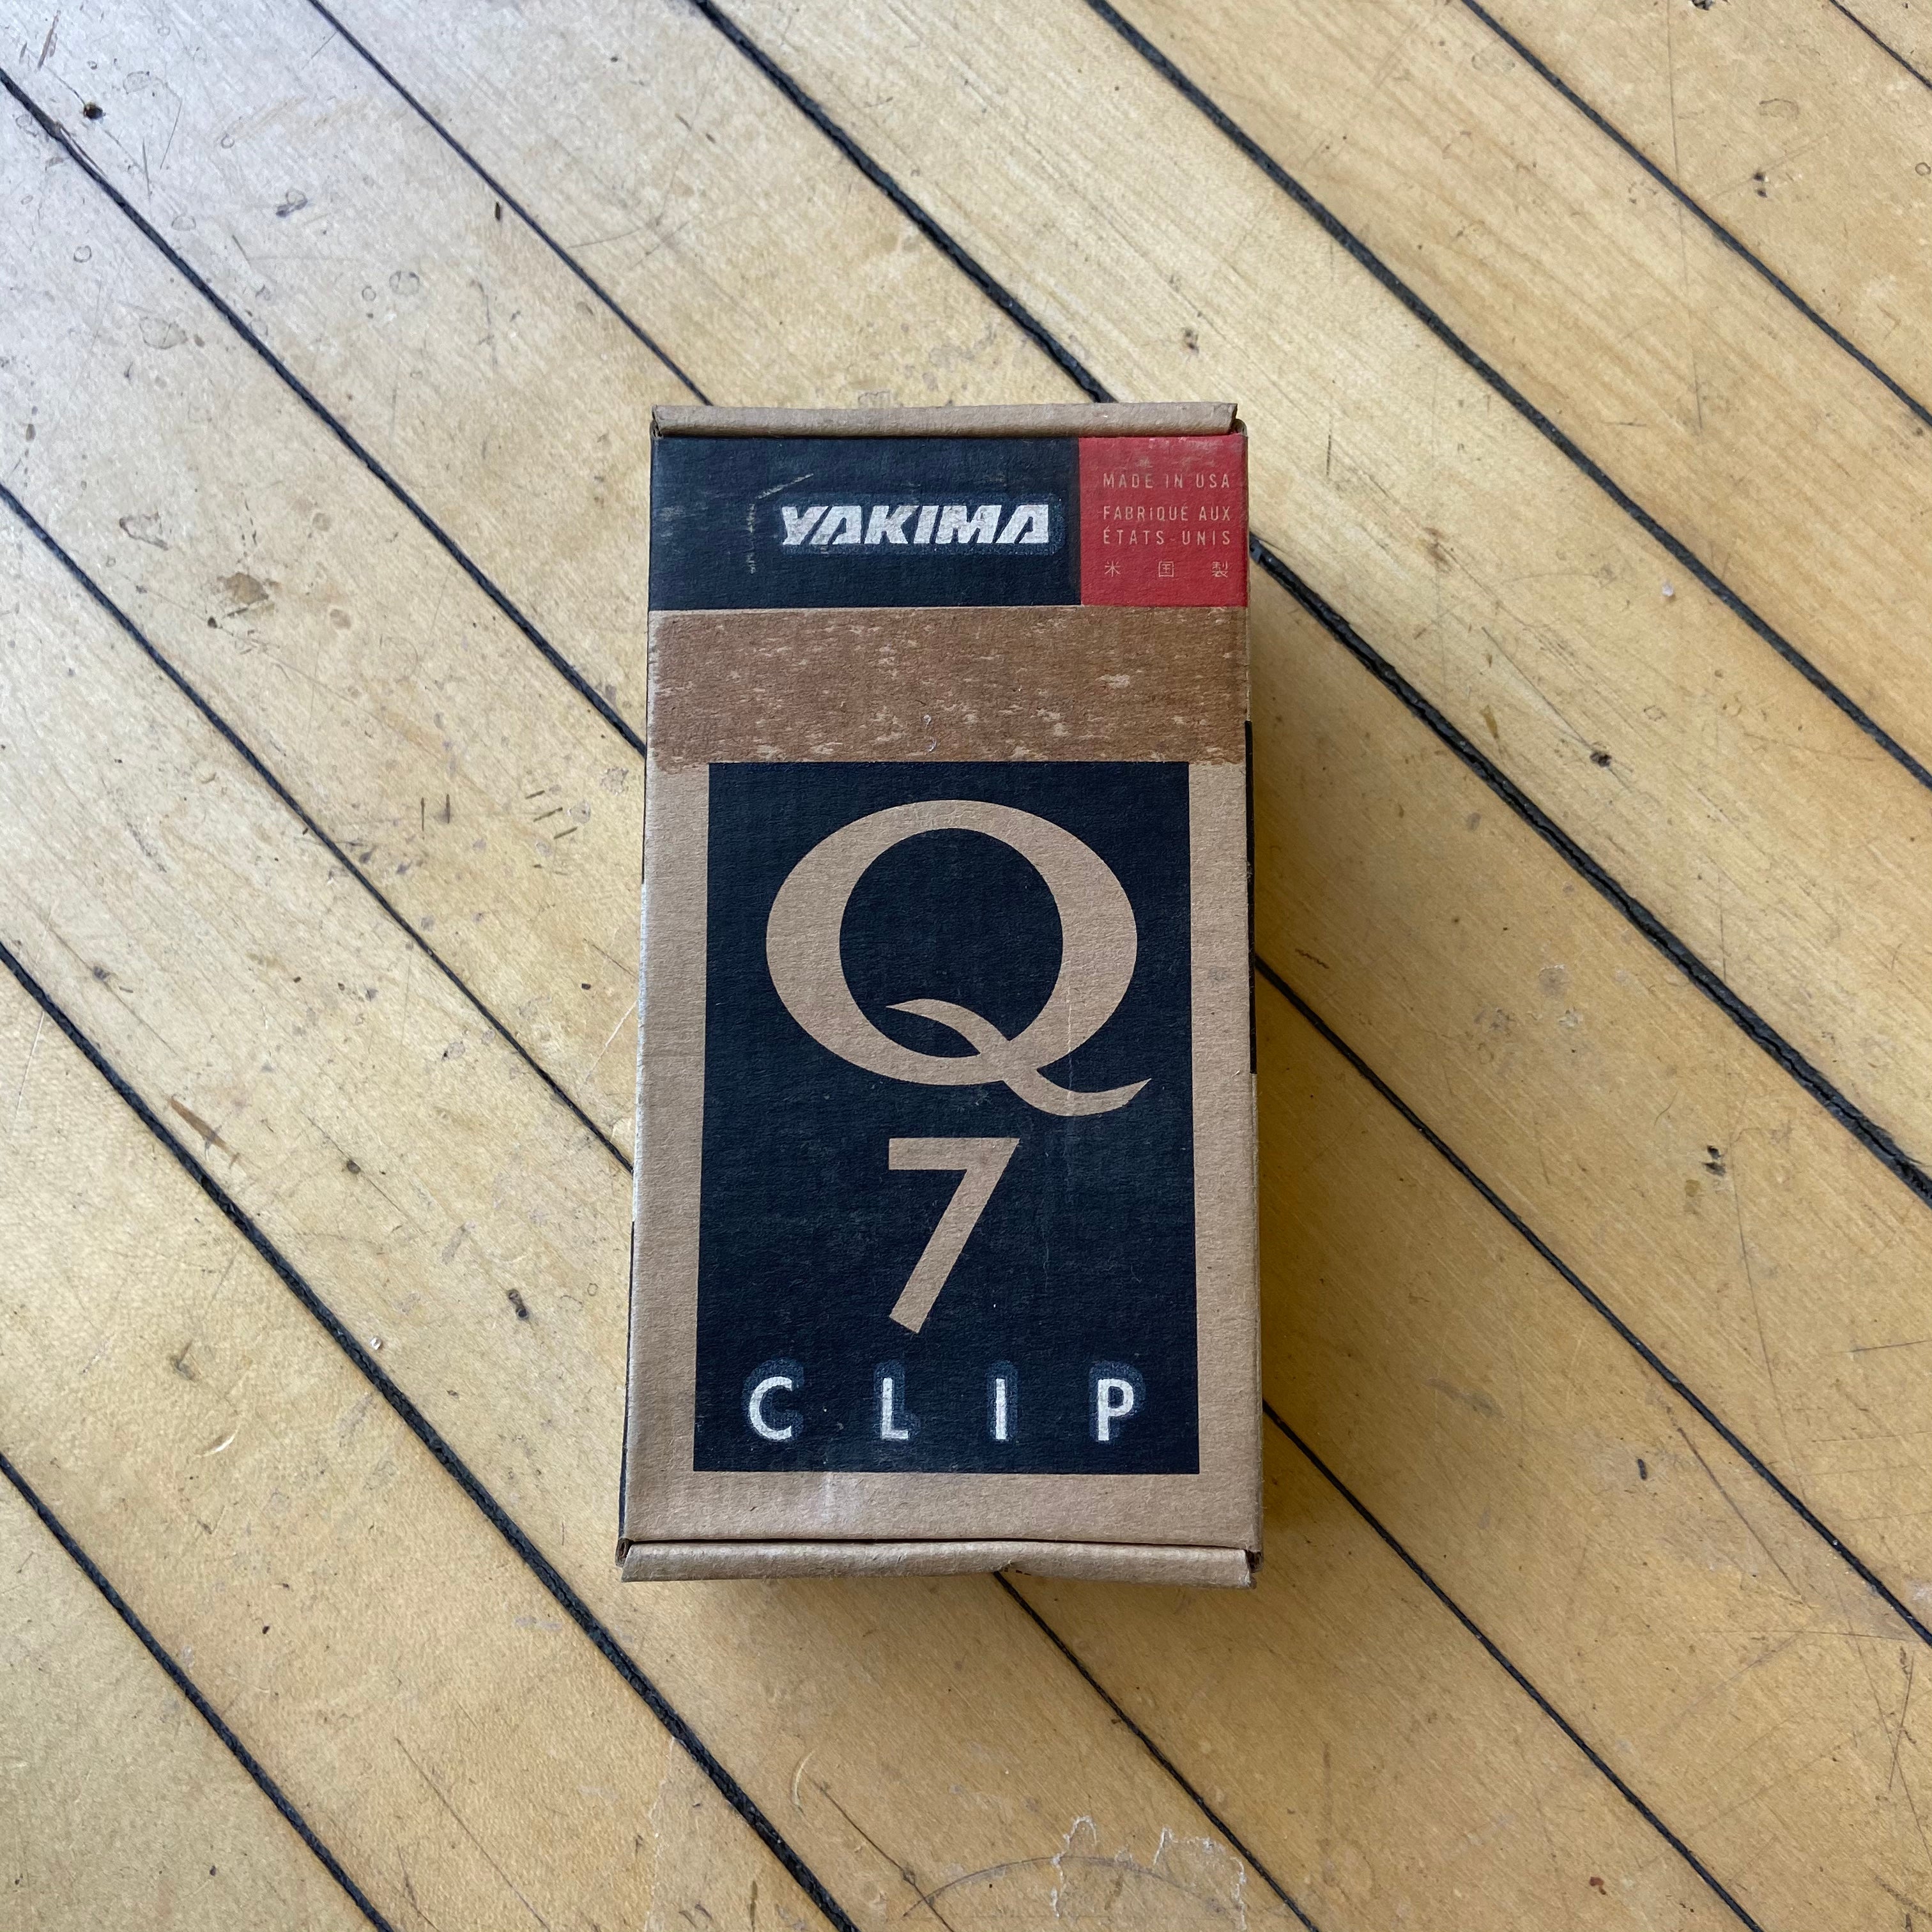 YAKIMA
MADE IN USA
FABRIQUE AUX
ÉTATS-UNIS
米国製
Q
7
CLIP